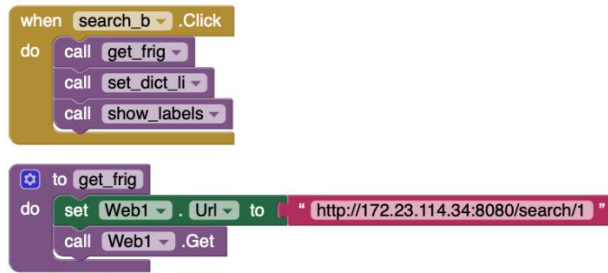 when search_b .Click
do call get_frig
call set_dict_li
call show_labels
to get_frig
do set Web1 . Url to " http://172.23.114.34:8080/search/1 "
call Web1 .Get